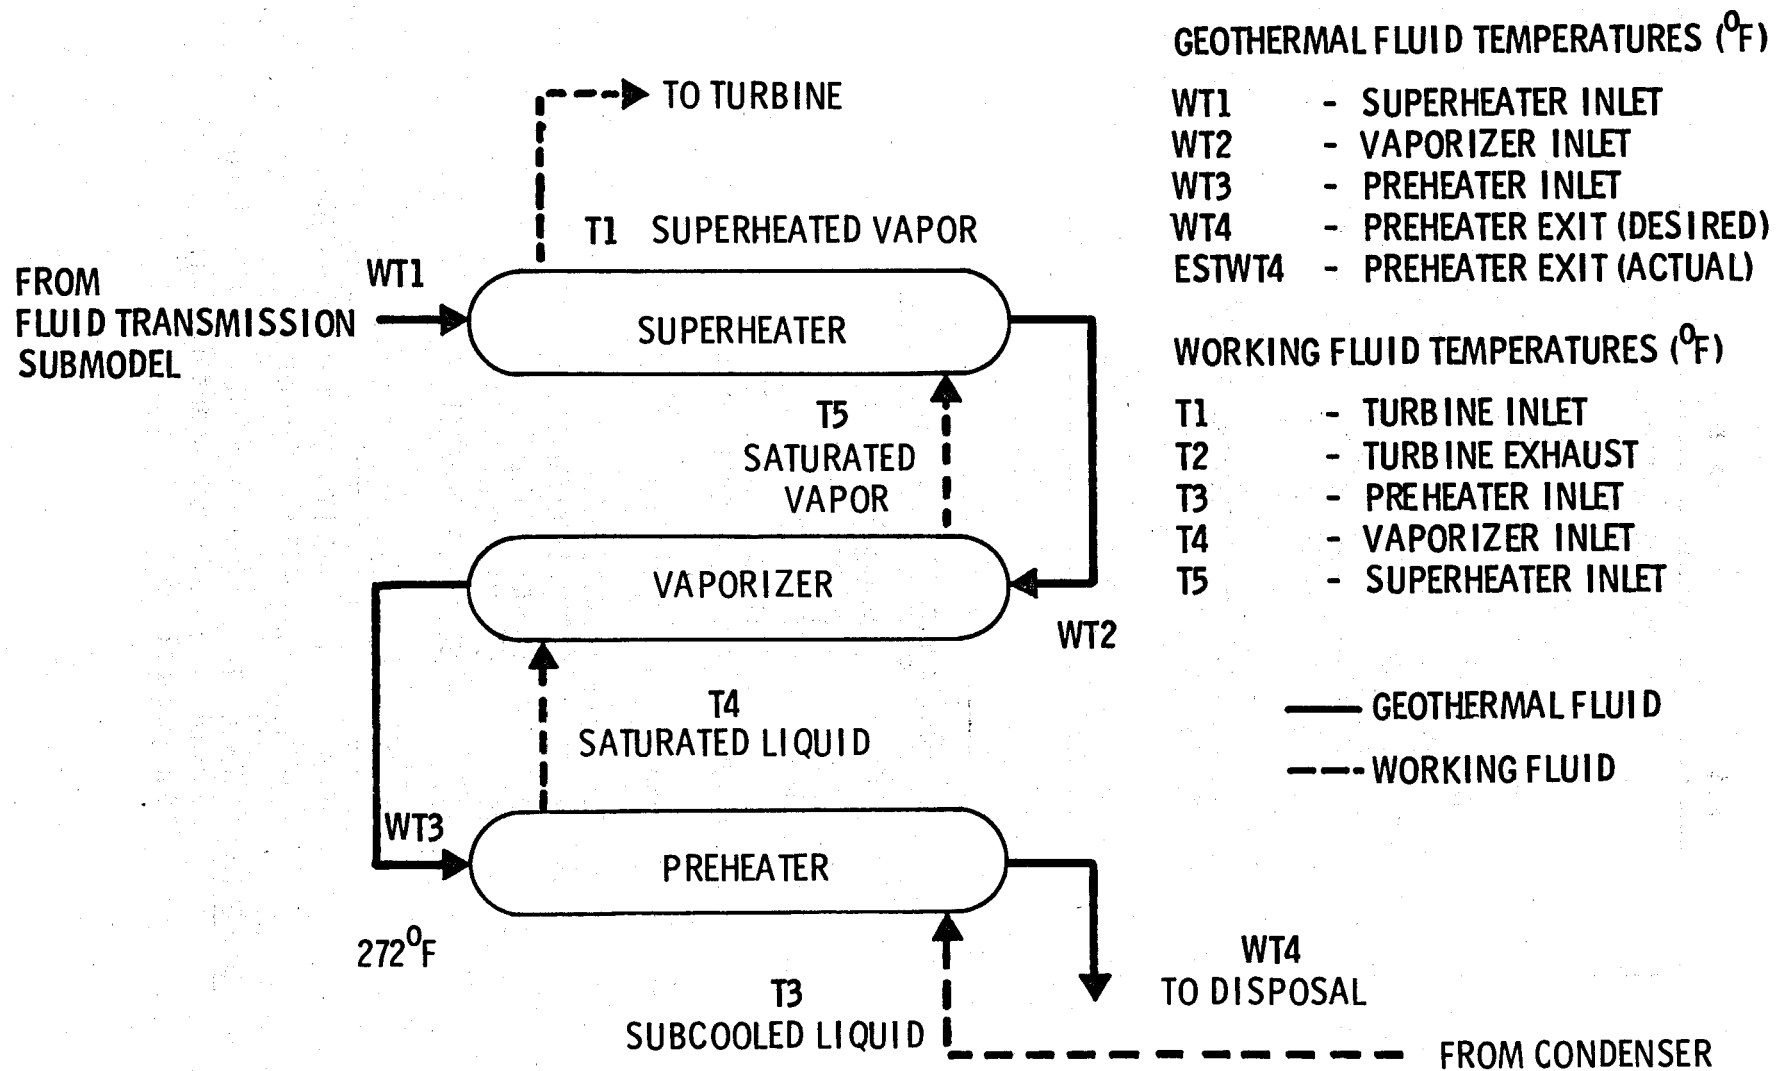 GEOTHERMAL FLUID TEMPERATURES (°F)
WT1 - SUPERHEATER INLET
WT2 - VAPORIZER INLET
WT3 - PREHEATER INLET
WT4 - PREHEATER EXIT (DESIRED)
ESTWT4 - PREHEATER EXIT (ACTUAL)
WORKING FLUID TEMPERATURES (°F)
T1 - TURBINE INLET
T2 - TURBINE EXHAUST
T3 - PREHEATER INLET
T4 - VAPORIZER INLET
T5 - SUPERHEATER INLET
GEOTHERMAL FLUID
WORKING FLUID
TO TURBINE
T1 SUPERHEATED VAPOR
WT1
FROM
FLUID TRANSMISSION
SUBMODEL
SUPERHEATER
T5
SATURATED
VAPOR
VAPORIZER
WT2
T4
SATURATED LIQUID
WT3
PREHEATER
272°F
WT4
TO DISPOSAL
T3
SUBCOOLED LIQUID
FROM CONDENSER